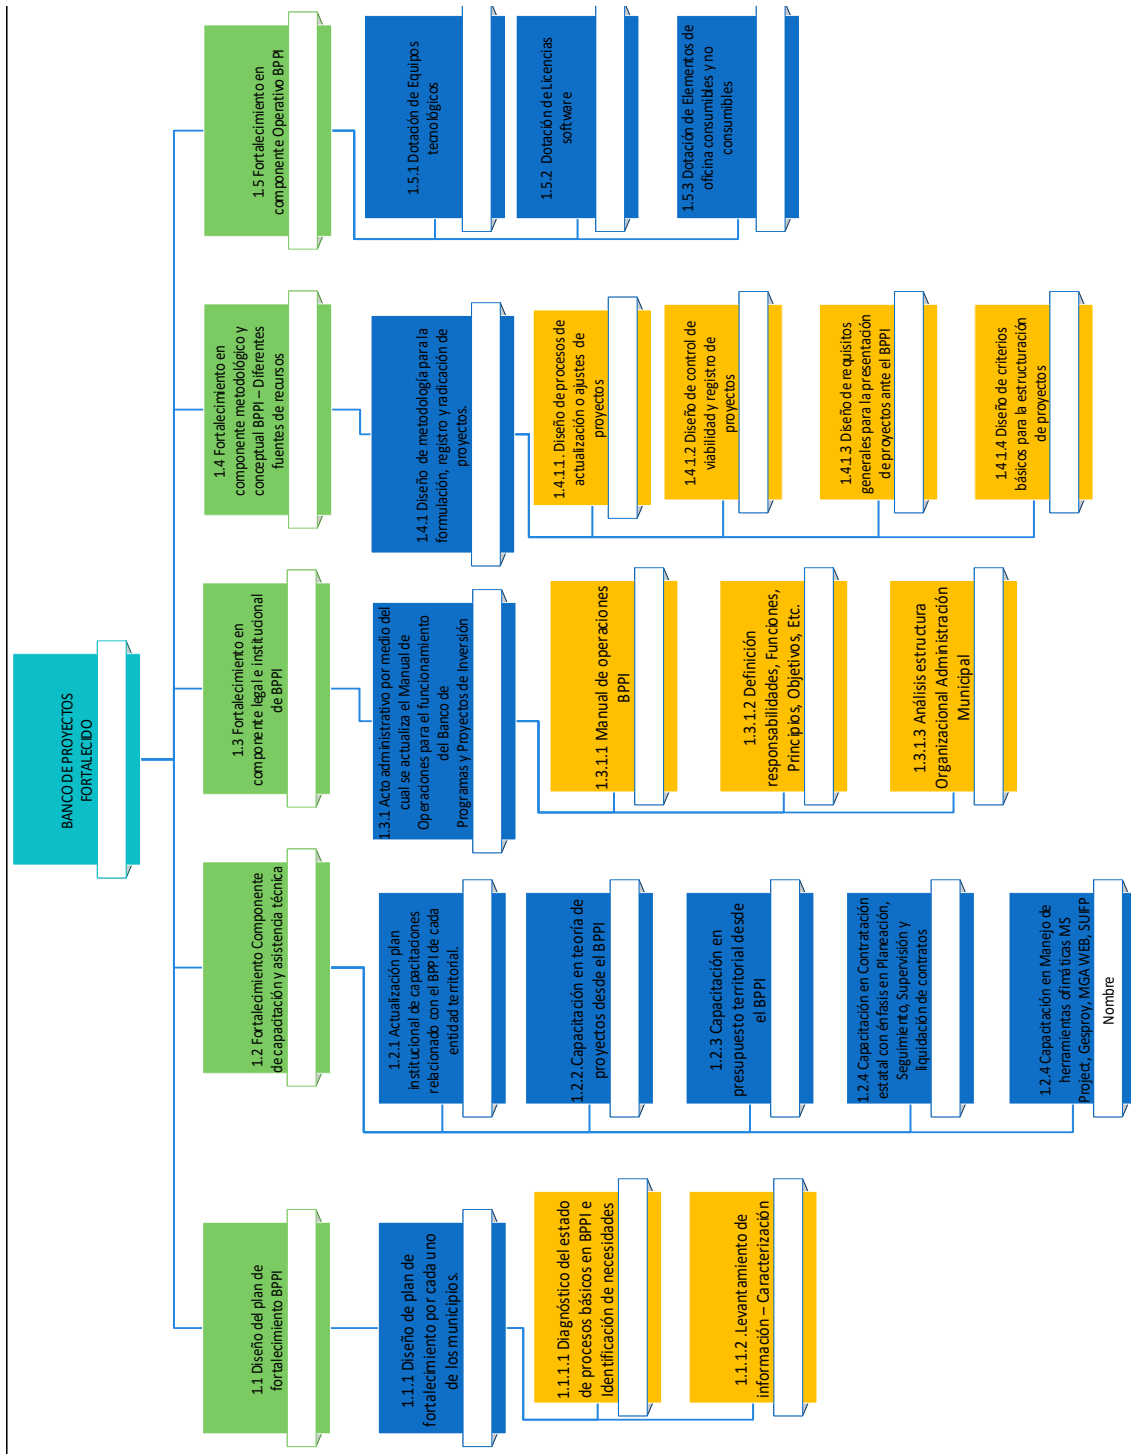 BANCO DE PROYECTOS
FORTALECIDO
1.1 Diseño del plan de
fortalecimiento BPPI
1.1.1 Diseño de plan de
fortalecimiento por cada uno
de los municipios.
1.1.1.1 Diagnóstico del estado
de procesos básicos en BPPI e
Identificación de necesidades
1.1.1.2 .Levantamiento de
información – Caracterización
1.2 Fortalecimiento Componente
de capacitación y asistencia técnica
1.2.1 Actualización plan
institucional de capacitaciones
relacionado con el BPPI de cada
entidad territorial.
1.2.2. Capacitación en teoría de
proyectos desde el BPPI
1.2.3 Capacitación en
presupuesto territorial desde
el BPPI
1.2.4 Capacitación en Contratación
estatal con énfasis en Planeación,
Seguimiento, Supervisión y
liquidación de contratos
1.2.4 Capacitación en Manejo de
herramientas ofimáticas MS
Project, Gesproy, MGA WEB, SUIFP
Nombre
1.3 Fortalecimiento en
componente legal e institucional
de BPPI
1.3.1 Acto administrativo por medio del
cual se actualiza el Manual de
Operaciones para el funcionamiento
del Banco de
Programas y Proyectos de Inversión
1.3.1.1 Manual de operaciones
BPPI
1.3.1.2 Definición
responsabilidades, Funciones,
Principios, Objetivos, Etc.
1.3.1.3 Análisis estructura
Organizacional Administración
Municipal
1.4 Fortalecimiento en
componente metodológico y
conceptual BPPI – Diferentes
fuentes de recursos
1.4.1 Diseño de metodología para la
formulación, registro y radicación de
proyectos.
1.4.1.1. Diseño de procesos de
actualización o ajustes de
proyectos
1.4.1.2 Diseño de control de
viabilidad y registro de
proyectos
1.4.1.3 Diseño de requisitos
generales para la presentación
de proyectos ante el BPPI
1.4.1.4 Diseño de criterios
básicos para la estructuración
de proyectos
1.5 Fortalecimiento en
componente Operativo BPPI
1.5.1 Dotación de Equipos
tecnológicos
1.5.2 Dotación de Licencias
software
1.5.3 Dotación de Elementos de
oficina consumibles y no
consumibles